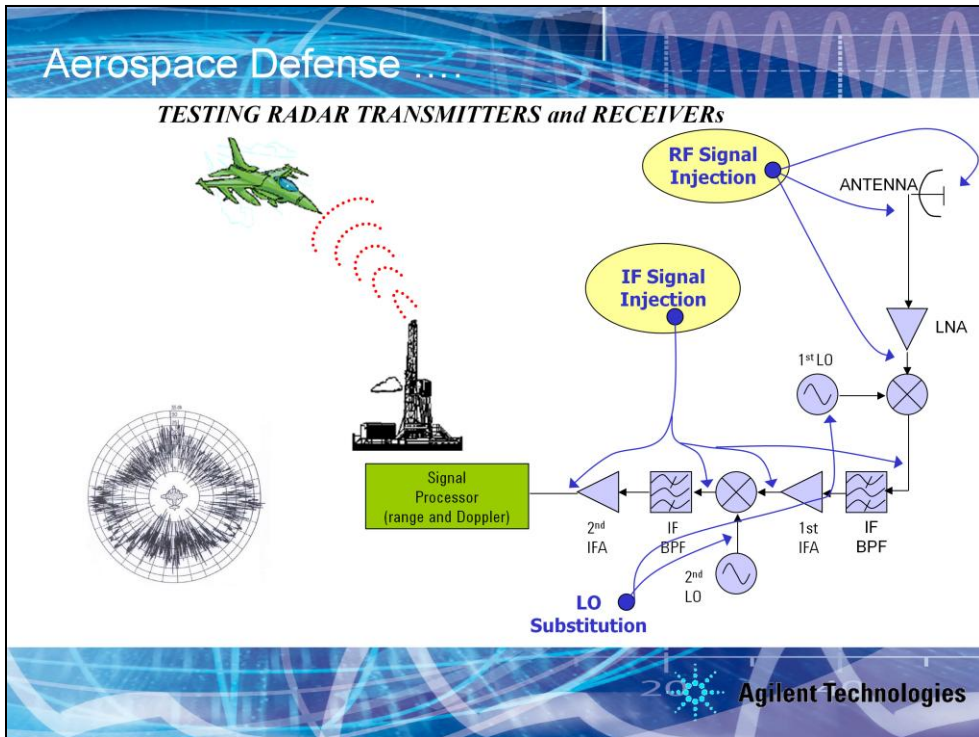 Aerospace Defense ....
TESTING RADAR TRANSMITTERS and RECEIVERs
RF Signal
Injection
ANTENNA
IF Signal
Injection
LNA
1st LO
Signal
Processor
(range and Doppler)
2nd
IFA
IF
BPF
2nd
LO
1st
IFA
IF
BPF
LO
Substitution
20
Agilent Technologies